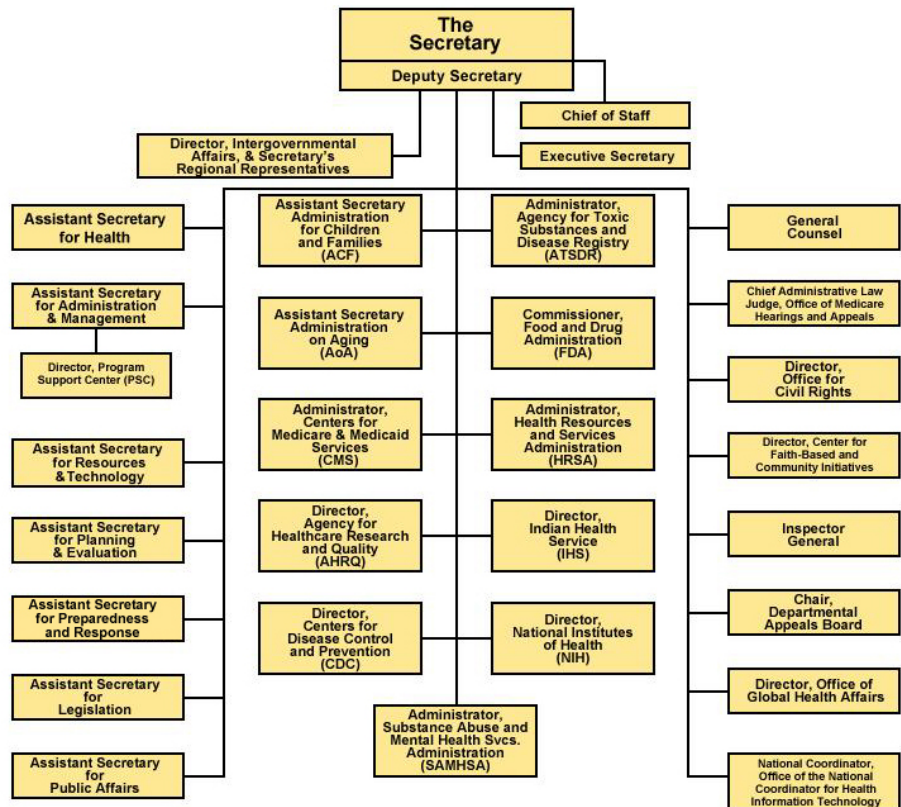 The
Secretary
Deputy Secretary
Chief of Staff
Director, Intergovernmental
Affairs, & Secretary's
Regional Representatives
Executive Secretary
Assistant Secretary
for Health
Assistant Secretary
for Administration
& Management
Director, Program
Support Center (PSC)
Assistant Secretary
for Resources
&Technology
Assistant Secretary
for Planning
& Evaluation
Assistant Secretary
for Preparedness
and Response
Assistant Secretary
for
Legislation
Assistant Secretary
for
Public Affairs
Assistant Secretary
Administration
for Children
and Families
(ACF)
Assistant Secretary
Administration
on Aging
(AoA)
Administrator,
Centers for
Medicare & Medicaid
Services
(CMS)
Director,
Agency for
Healthcare Research
and Quality
(AHRQ)
Director,
Centers for
Disease Control
and Prevention
(CDC)
Administrator,
Agency for Toxic
Substances and
Disease Registry
(ATSDR)
Commissioner,
Food and Drug
Administration
(FDA)
Administrator,
Health Resources
and Services
Administration
(HRSA)
Director,
Indian Health
Service
(IHS)
Director,
National Institutes
of Health
(NIH)
Administrator,
Substance Abuse and
Mental Health Svcs.
Administration
(SAMHSA)
General
Counsel
Chief Administrative Law
Judge, Office of Medicare
Hearings and Appeals
Director,
Office for
Civil Rights
Director, Center for
Faith-Based and
Community Initiatives
Inspector
General
Chair,
Departmental
Appeals Board
Director, Office of
Global Health Affairs
National Coordinator,
Office of the National
Coordinator for Health
Information Technology